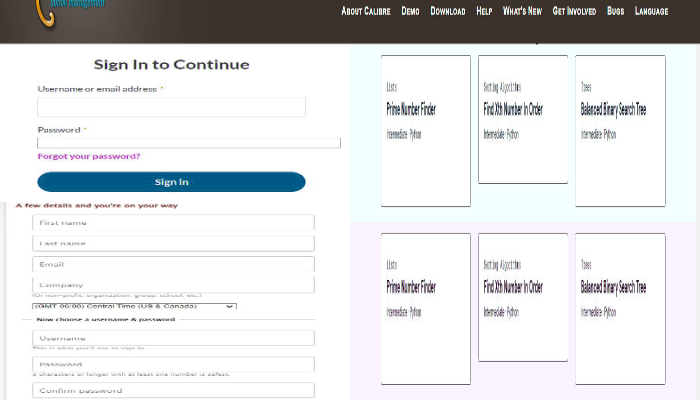 ebook management
About Calibre Demo Download Help What's New Get Involved Bugs Language
Sign In to Continue
Username or email address *
Password *
Forgot your password?
Sign In
A few details and you're on your way
First name
Last name
Email
Company
(Or non-profit, organization, group, school, etc.)
(GMT-06:00) Central Time (US & Canada)
Now choose a username & password
Username
This is what you'll use to sign in
Password
6 characters or longer with at least one number is safest.
Confirm password
Lists
Prime Number Finder
Intermediate Python
Sorting Algorithms
Find Xth Number In Order
Intermediate Python
Trees
Balanced Binary Search Tree
Intermediate Python
Lists
Prime Number Finder
Intermediate Python
Sorting Algorithms
Find Xth Number In Order
Intermediate Python
Trees
Balanced Binary Search Tree
Intermediate Python